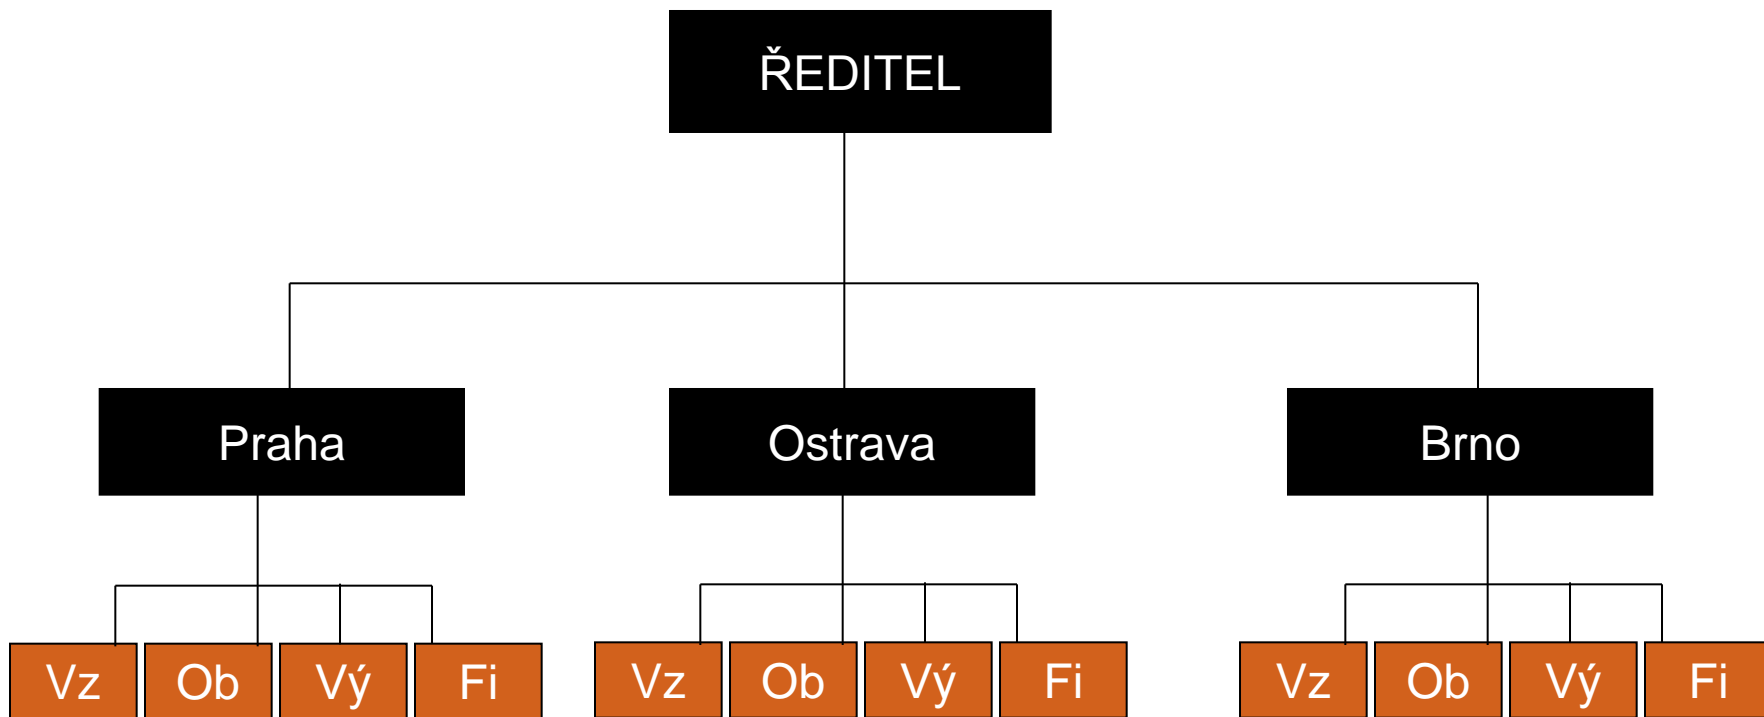 ŘEDITEL
Praha
Ostrava
Brno
Vz
Ob
Vý
Fi
Vz
Ob
Vý
Fi
Vz
Ob
Vý
Fi